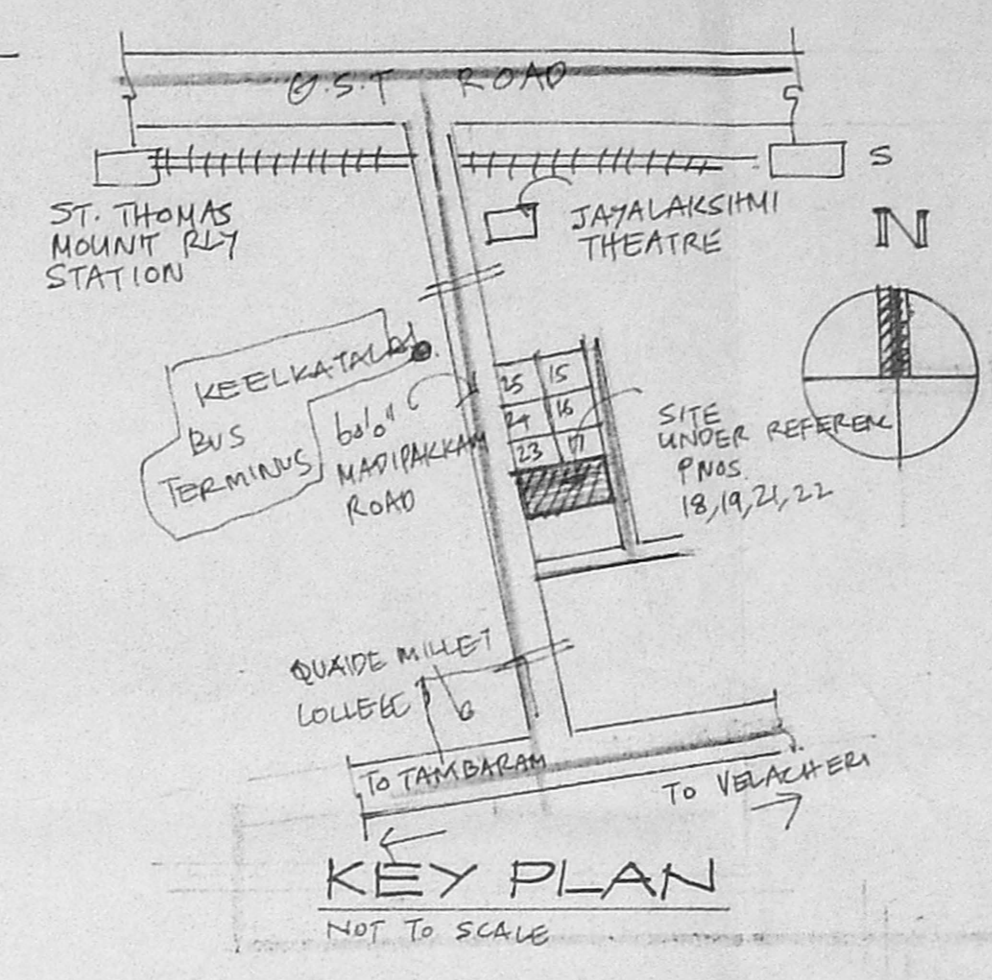 G.S.T ROAD
S
ST. THOMAS
MOUNT RLY
STATION
JAYALAKSHMI
THEATRE
N
KEELKATALAI
BUS
TERMINUS
60'0"
MADIPAKKAM
ROAD
25 15
24 16
23 17
SITE
UNDER REFERENC
PNOS.
18,19,21,22
QUAIDE MILLET
COLLEGE
TO TAMBARAM
TO VELACHERI
KEY PLAN
NOT TO SCALE